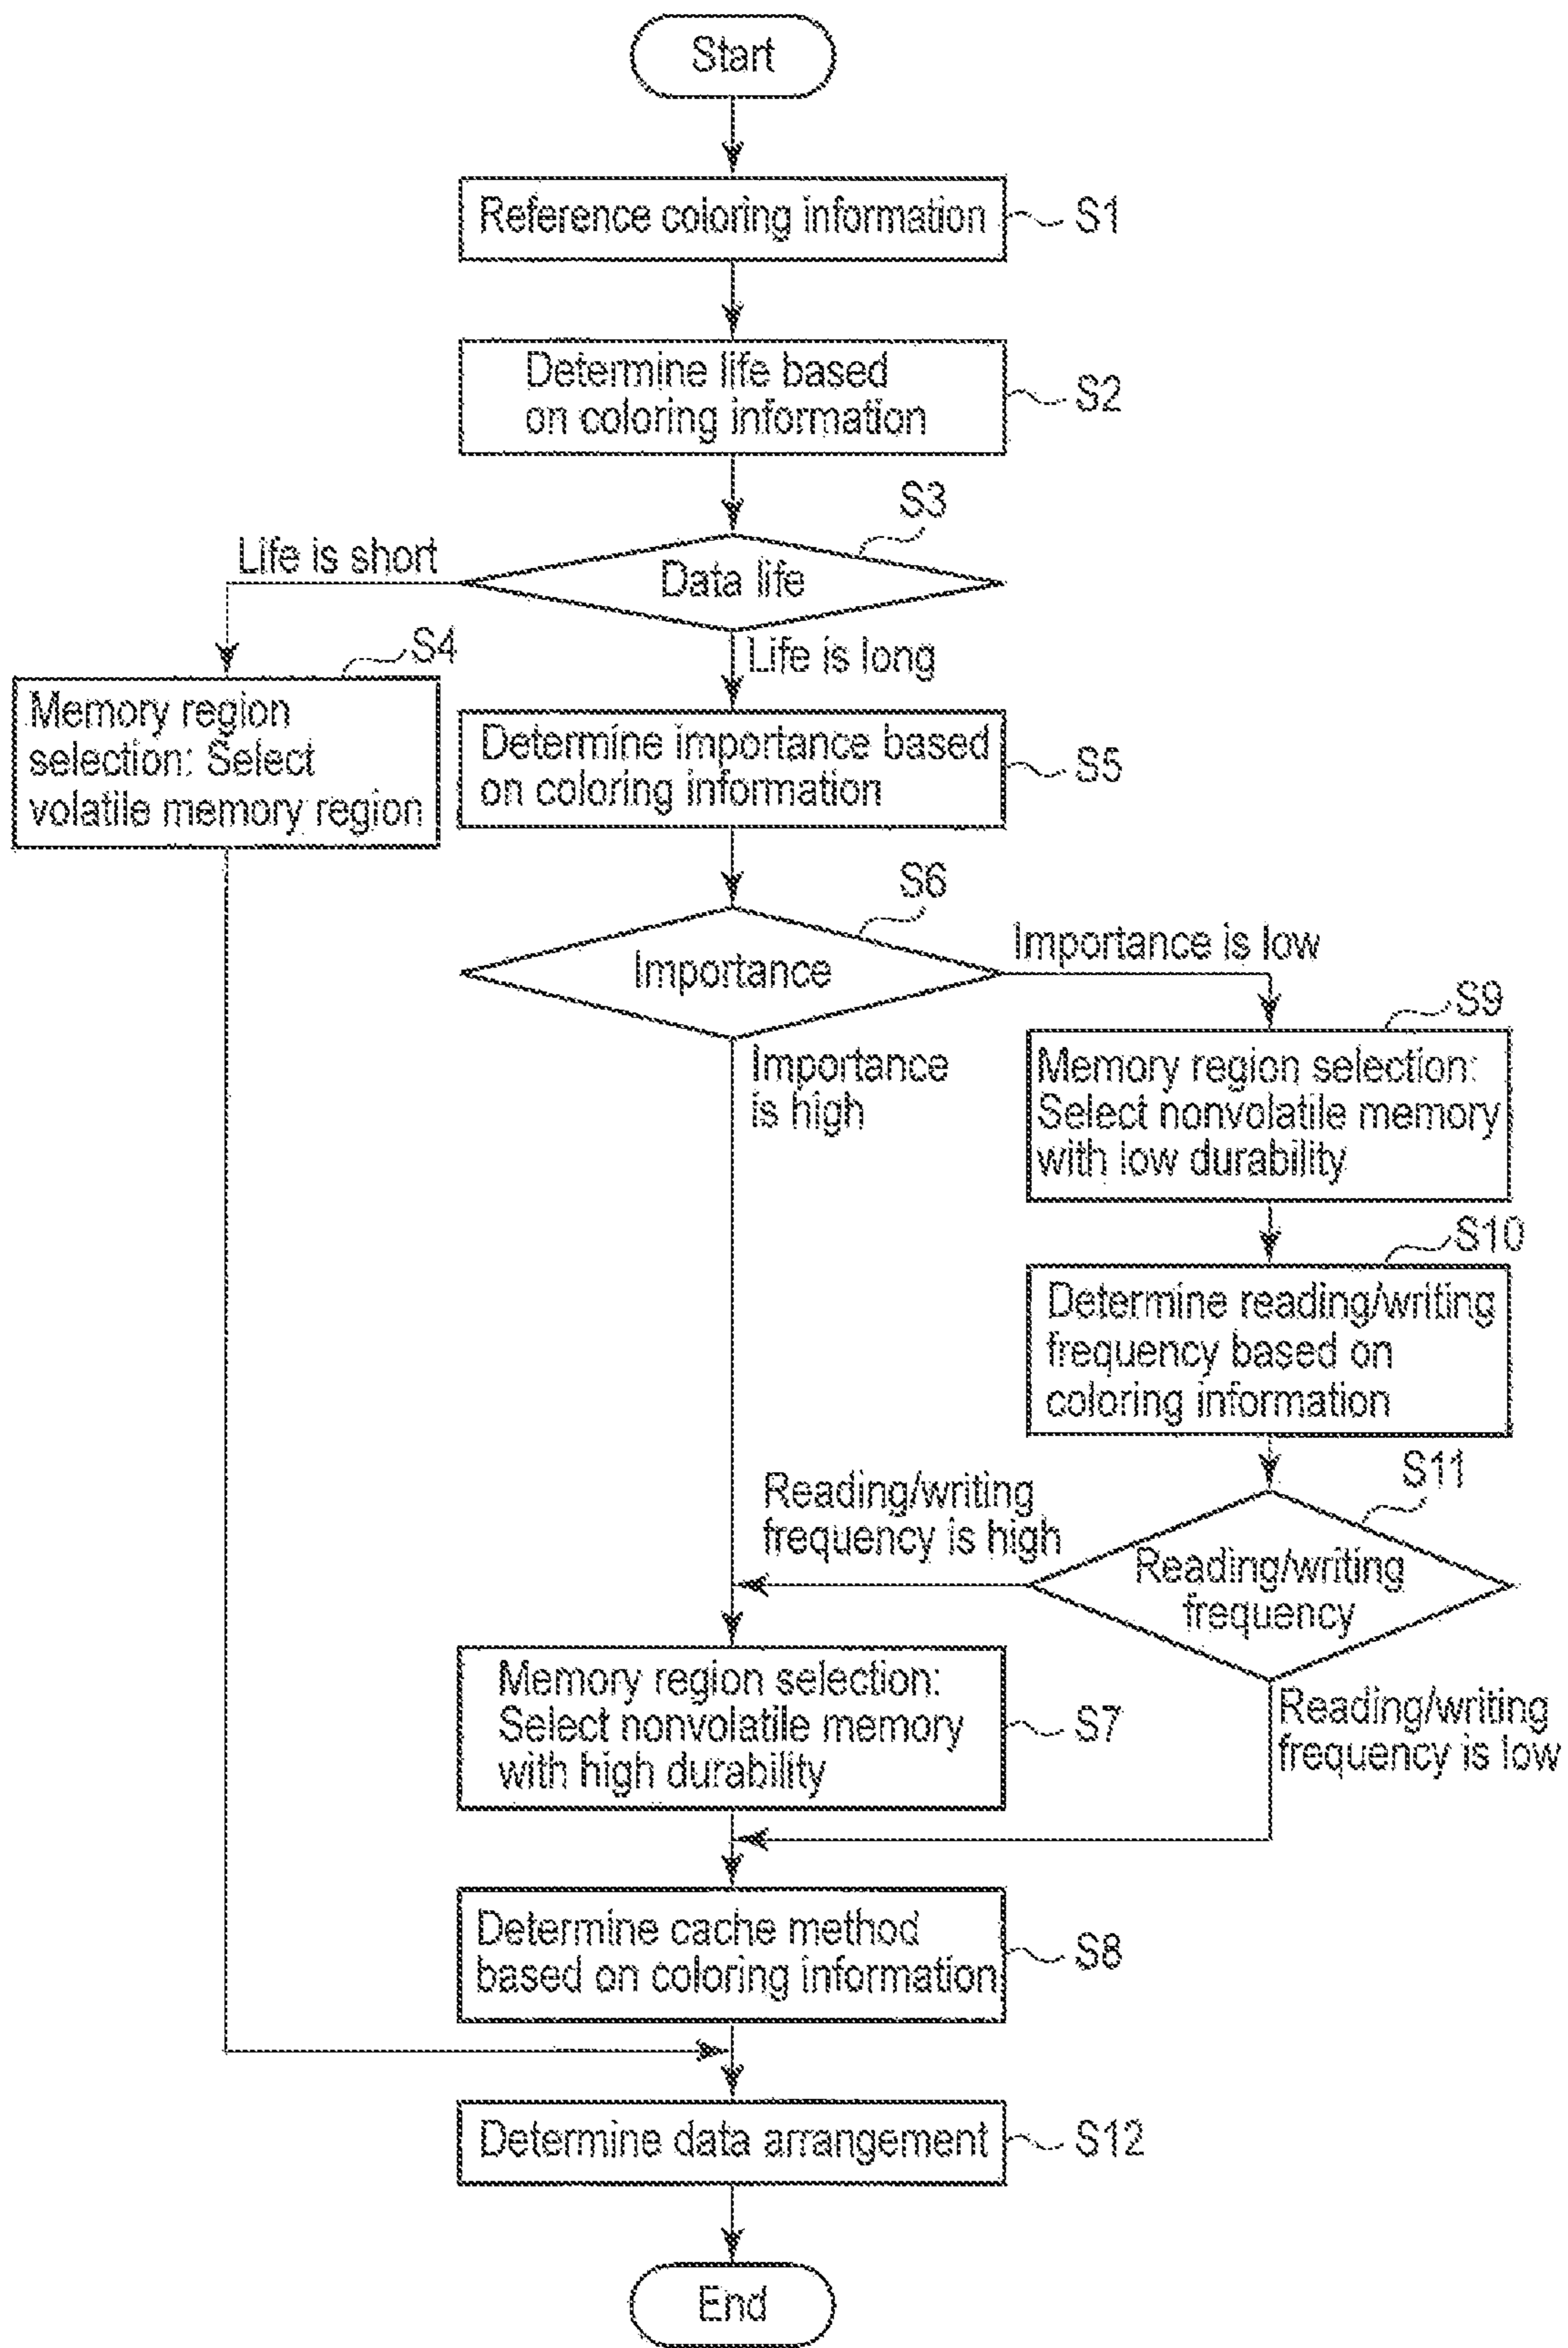 Start
Reference coloring information
S1
Determine life based
on coloring information
S2
S3
Life is short
Data life
S4
Life is long
Memory region
selection: Select
volatile memory region
Determine importance based
on coloring information
S5
S6
Importance is low
Importance
S9
Importance
is high
Memory region selection:
Select nonvolatile memory
with low durability
S10
Determine reading/writing
frequency based on
coloring information
S11
Reading/writing
frequency is high
Reading/writing
frequency
Memory region selection:
Select nonvolatile memory
with high durability
S7
Reading/writing
frequency is low
Determine cache method
based on coloring information
S8
Determine data arrangement
S12
End